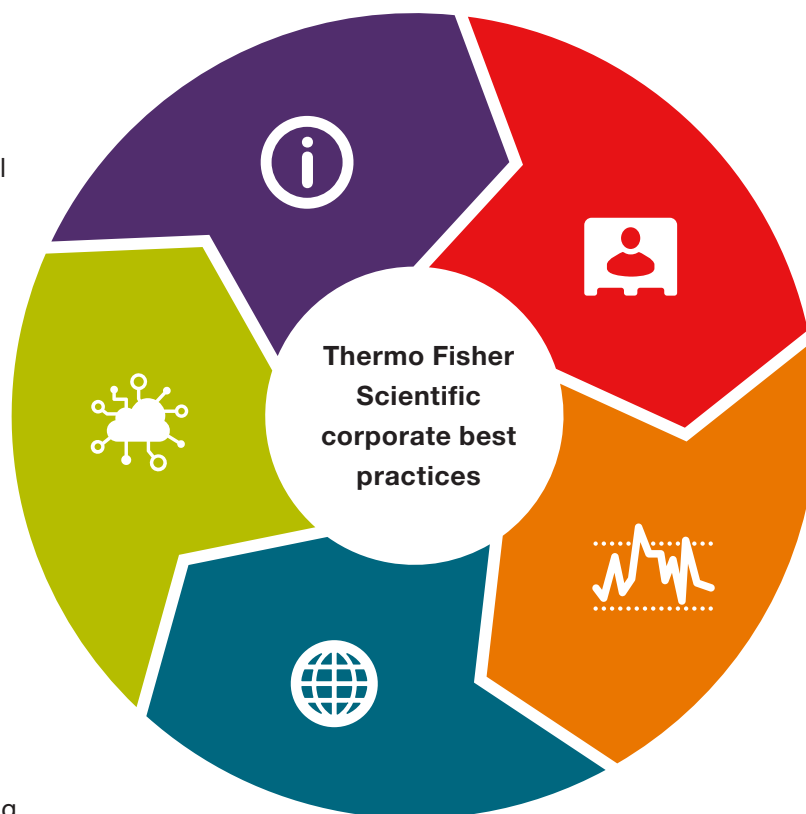 l
Thermo Fisher
Scientific
corporate best
practices
g